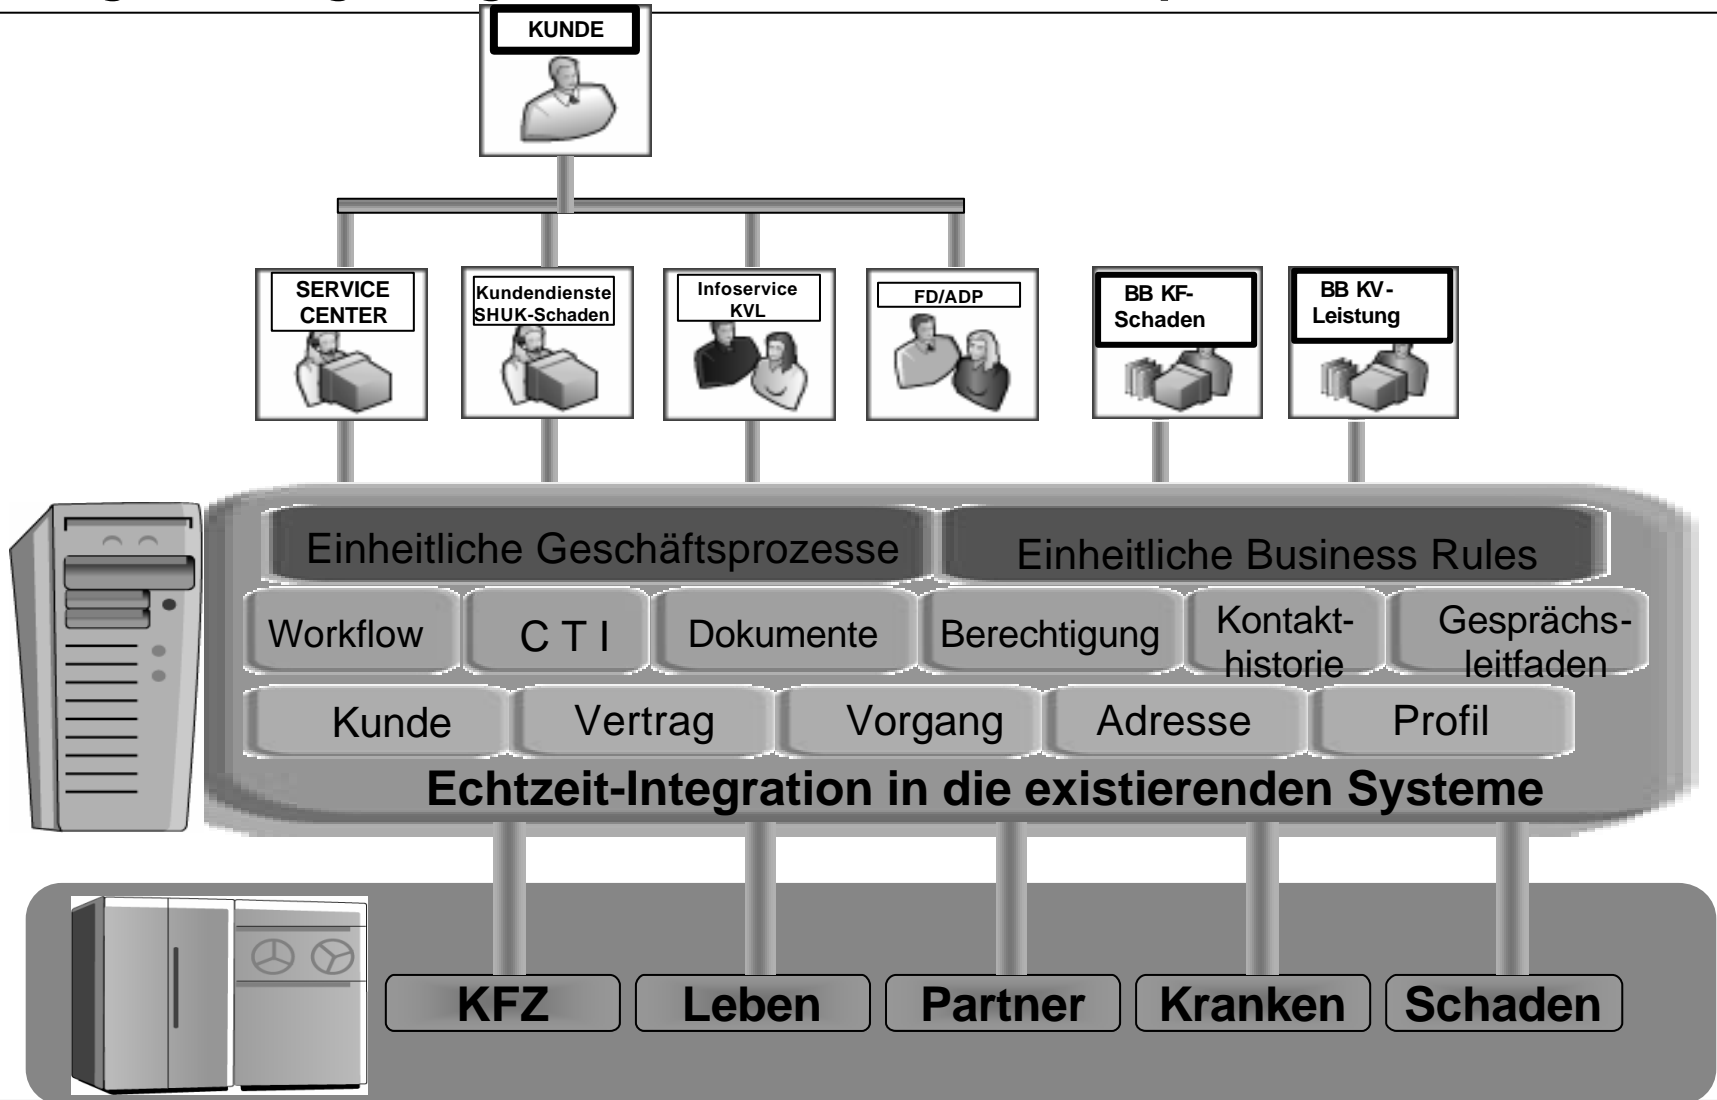 KUNDE
SERVICE
CENTER
Kundendienste
SHUK-Schaden
Infoservice
KVL
FD/ADP
BB KF-
Schaden
BB KV-
Leistung
Einheitliche Geschäftsprozesse
Einheitliche Business Rules
Workflow
C T I
Dokumente
Berechtigung
Kontakt-
historie
Gesprächs-
leitfaden
Kunde
Vertrag
Vorgang
Adresse
Profil
Echtzeit-Integration in die existierenden Systeme
KFZ
Leben
Partner
Kranken
Schaden